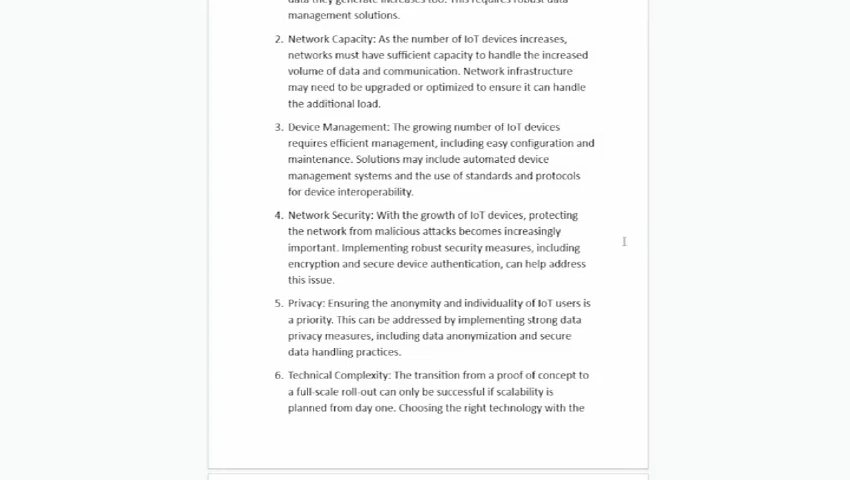 data they generate increases too. This requires robust data
management solutions.
2. Network Capacity: As the number of IoT devices increases,
networks must have sufficient capacity to handle the increased
volume of data and communication. Network infrastructure
may need to be upgraded or optimized to ensure it can handle
the additional load.
3. Device Management: The growing number of IoT devices
requires efficient management, including easy configuration and
maintenance. Solutions may include automated device
management systems and the use of standards and protocols
for device interoperability.
4. Network Security: With the growth of IoT devices, protecting
the network from malicious attacks becomes increasingly
important. Implementing robust security measures, including
encryption and secure device authentication, can help address
this issue.
5. Privacy: Ensuring the anonymity and individuality of IoT users is
a priority. This can be addressed by implementing strong data
privacy measures, including data anonymization and secure
data handling practices.
6. Technical Complexity: The transition from a proof of concept to
a full-scale roll-out can only be successful if scalability is
planned from day one. Choosing the right technology with the